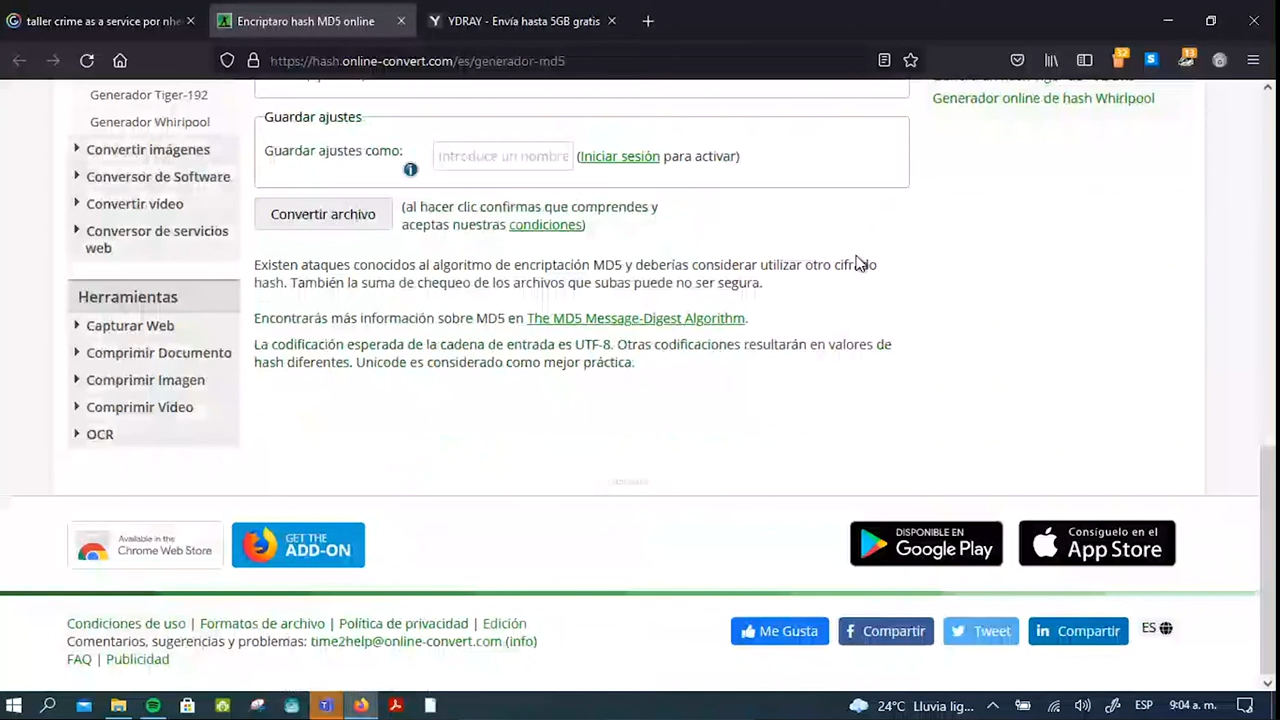 taller crime as a service por nhe
Encriptaro hash MD5 online
YDRAY - Envía hasta 5GB gratis
https://hash.online-convert.com/es/generador-md5
32
13
Generador online de hash Whirlpool
Generador Tiger-192
Generador Whirlpool
Convertir imágenes
Conversor de Software
Convertir vídeo
Conversor de servicios
web
Herramientas
Capturar Web
Comprimir Documento
Comprimir Imagen
Comprimir Video
OCR
Guardar ajustes
Guardar ajustes como:
Introduce un nombre
(Iniciar sesión para activar)
Convertir archivo
(al hacer clic confirmas que comprendes y
aceptas nuestras condiciones)
Existen ataques conocidos al algoritmo de encriptación MD5 y deberías considerar utilizar otro cifrado
hash. También la suma de chequeo de los archivos que subas puede no ser segura.
Encontrarás más información sobre MD5 en The MD5 Message-Digest Algorithm.
La codificación esperada de la cadena de entrada es UTF-8. Otras codificaciones resultarán en valores de
hash diferentes. Unicode es considerado como mejor práctica.
Available in the
Chrome Web Store
GET THE
ADD-ON
DISPONIBLE EN
Google Play
Consíguelo en el
App Store
Condiciones de uso | Formatos de archivo | Política de privacidad | Edición
Comentarios, sugerencias y problemas: time2help@online-convert.com (info)
FAQ | Publicidad
Me Gusta
Compartir
Tweet
Compartir
ES
24°C Lluvia lig...
ESP
9:04 a. m.